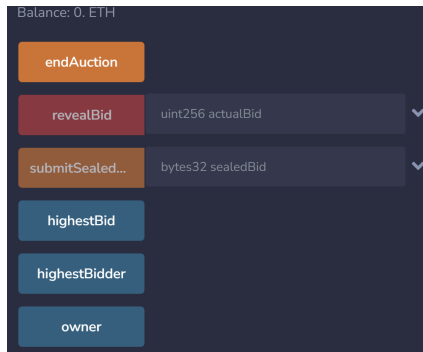 Balance: 0. ETH
endAuction
revealBid uint256 actualBid
submitSealed... bytes32 sealedBid
highestBid
highestBidder
owner